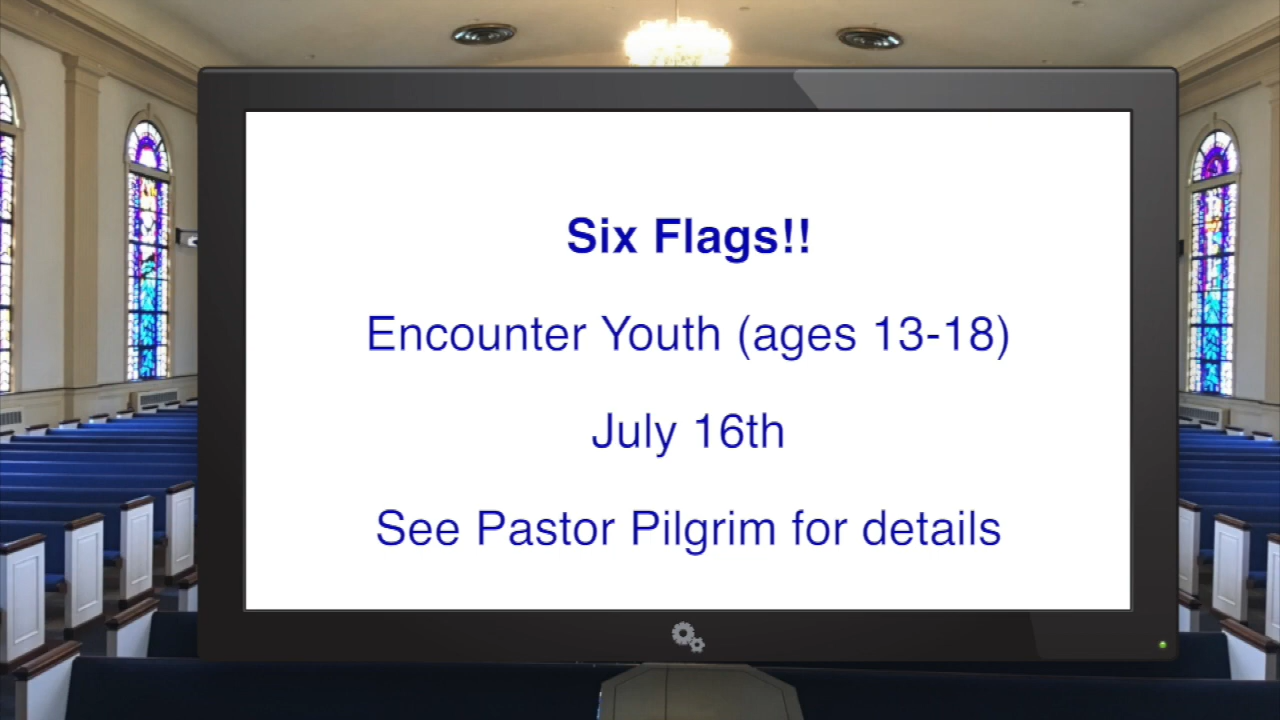 Six Flags!!
Encounter Youth (ages 13-18)
July 16th
See Pastor Pilgrim for details